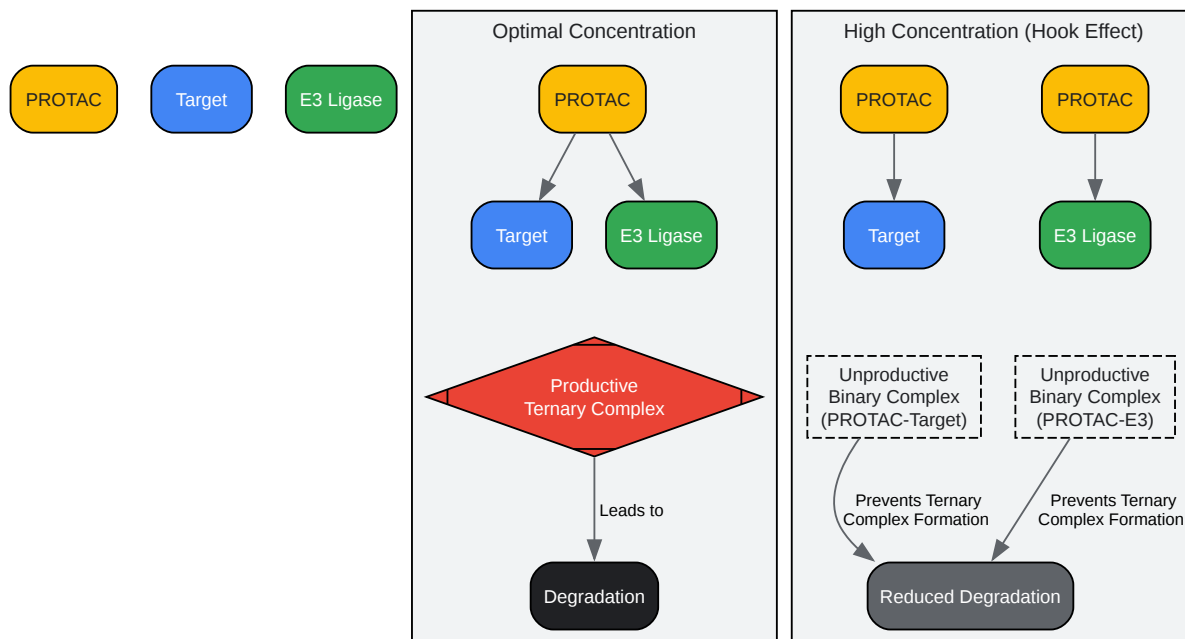 PROTAC
Target
E3 Ligase
Optimal Concentration
PROTAC
Target
E3 Ligase
Productive
Ternary Complex
Leads to
Degradation
High Concentration (Hook Effect)
PROTAC
PROTAC
Target
E3 Ligase
Unproductive
Binary Complex
(PROTAC-Target)
Unproductive
Binary Complex
(PROTAC-E3)
Prevents Ternary
Complex Formation
Prevents Ternary
Complex Formation
Reduced Degradation